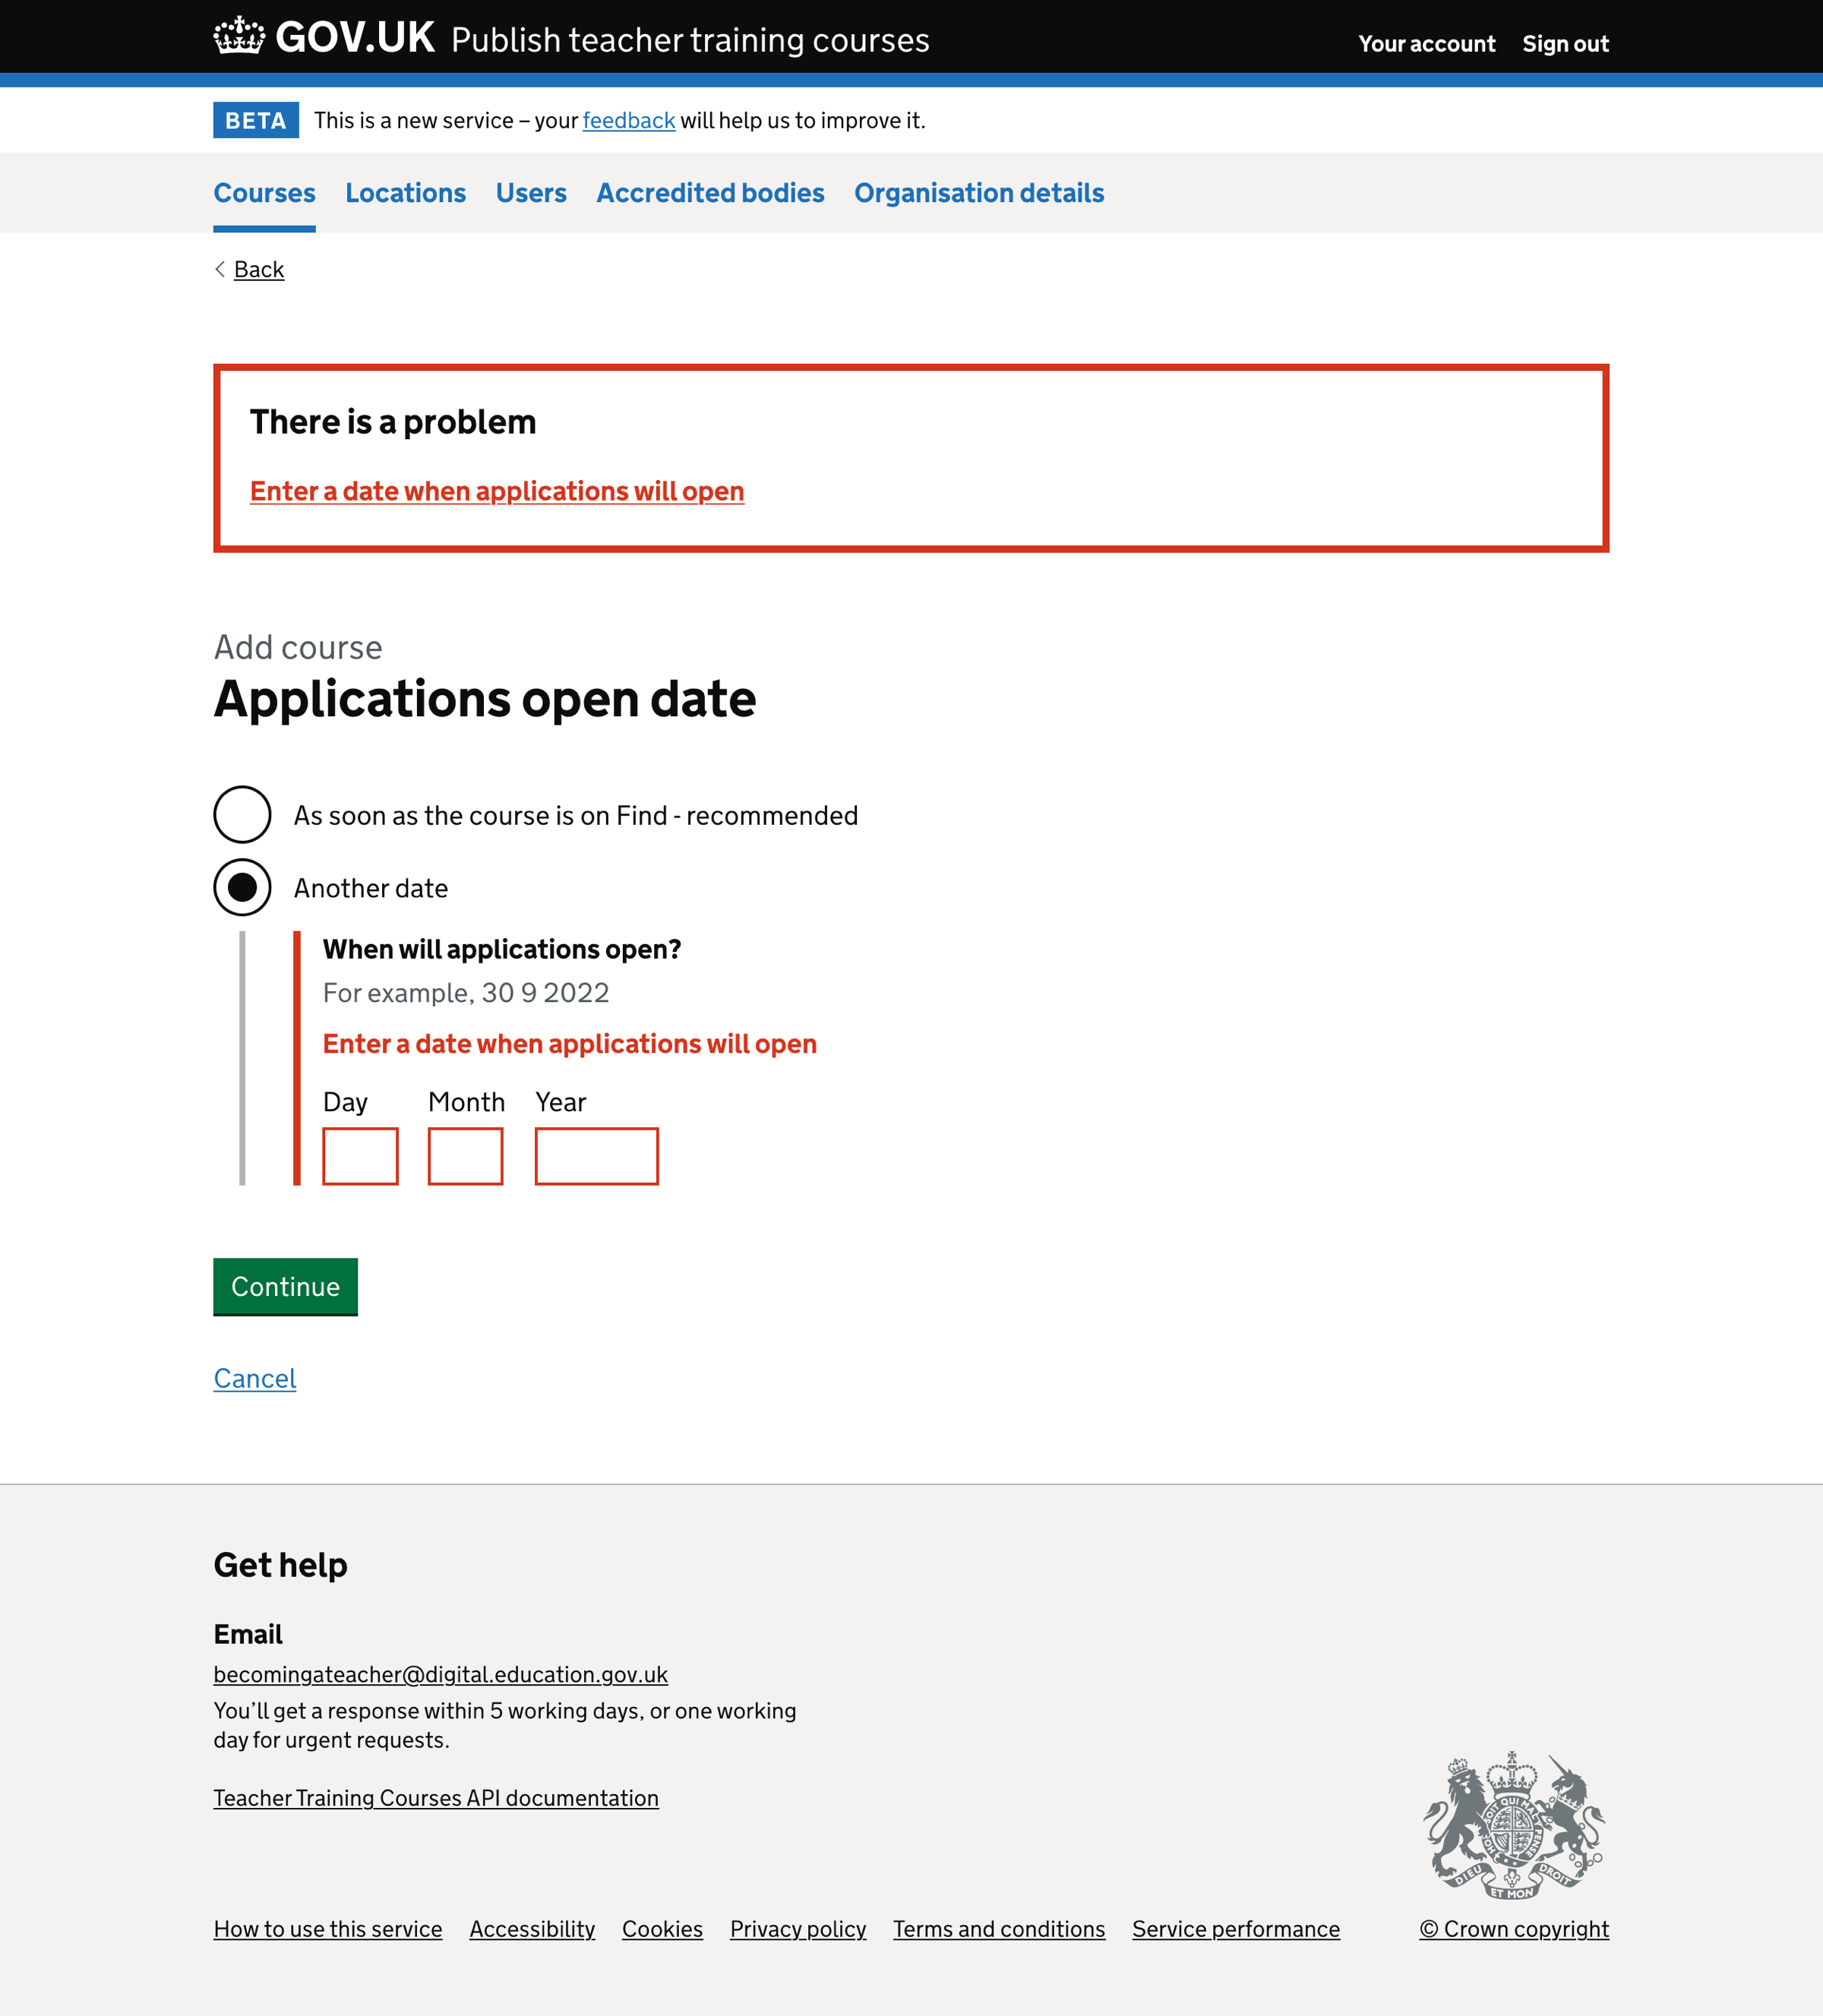 GOV.UK Publish teacher training courses Your account Sign out
BETA This is a new service – your feedback will help us to improve it.
Courses Locations Users Accredited bodies Organisation details
Back
There is a problem
Enter a date when applications will open
Add course
Applications open date
As soon as the course is on Find - recommended
Another date
When will applications open?
For example, 30 9 2022
Enter a date when applications will open
Day Month Year
Continue
Cancel
Get help
Email
becomingateacher@digital.education.gov.uk
You’ll get a response within 5 working days, or one working
day for urgent requests.
Teacher Training Courses API documentation
DIEU ET MON DROIT
How to use this service Accessibility Cookies Privacy policy Terms and conditions Service performance © Crown copyright